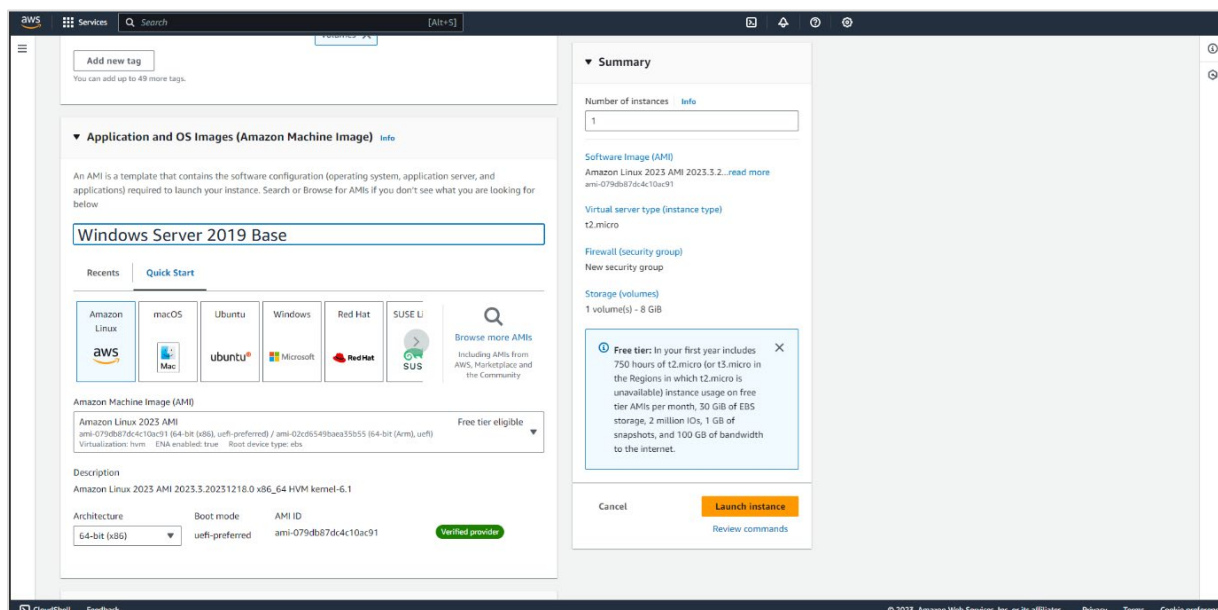 aws
Services
Search
[Alt+S]
Add new tag
You can add up to 49 more tags.
Application and OS Images (Amazon Machine Image) Info
An AMI is a template that contains the software configuration (operating system, application server, and
applications) required to launch your instance. Search or Browse for AMIs if you don't see what you are looking for
below
Windows Server 2019 Base
Recents
Quick Start
Amazon
Linux
aws
macOS
Mac
Ubuntu
ubuntu®
Windows
Microsoft
Red Hat
Red Hat
SUSE Li
SUS
Browse more AMIs
Including AMIs from
AWS, Marketplace and
the Community
Amazon Machine Image (AMI)
Amazon Linux 2023 AMI
Free tier eligible
ami-079db87dc4c10ac91 (64-bit (x86), uefi-preferred) / ami-02cd6549baea35b55 (64-bit (Arm), uefi)
Virtualization: hvm ENA enabled: true Root device type: ebs
Description
Amazon Linux 2023 AMI 2023.3.20231218.0 x86_64 HVM kernel-6.1
Architecture
Boot mode
AMI ID
64-bit (x86)
uefi-preferred
ami-079db87dc4c10ac91
Verified provider
Summary
Number of instances Info
1
Software Image (AMI)
Amazon Linux 2023 AMI 2023.3.2...read more
ami-079db87dc4c10ac91
Virtual server type (instance type)
t2.micro
Firewall (security group)
New security group
Storage (volumes)
1 volume(s) - 8 GiB
Free tier: In your first year includes
750 hours of t2.micro (or t3.micro in
the Regions in which t2.micro is
unavailable) instance usage on free
tier AMIs per month, 30 GiB of EBS
storage, 2 million IOs, 1 GB of
snapshots, and 100 GB of bandwidth
to the internet.
Cancel
Launch instance
Review commands
CloudShell
Feedback
© 2023, Amazon Web Services, Inc. or its affiliates.
Privacy
Terms